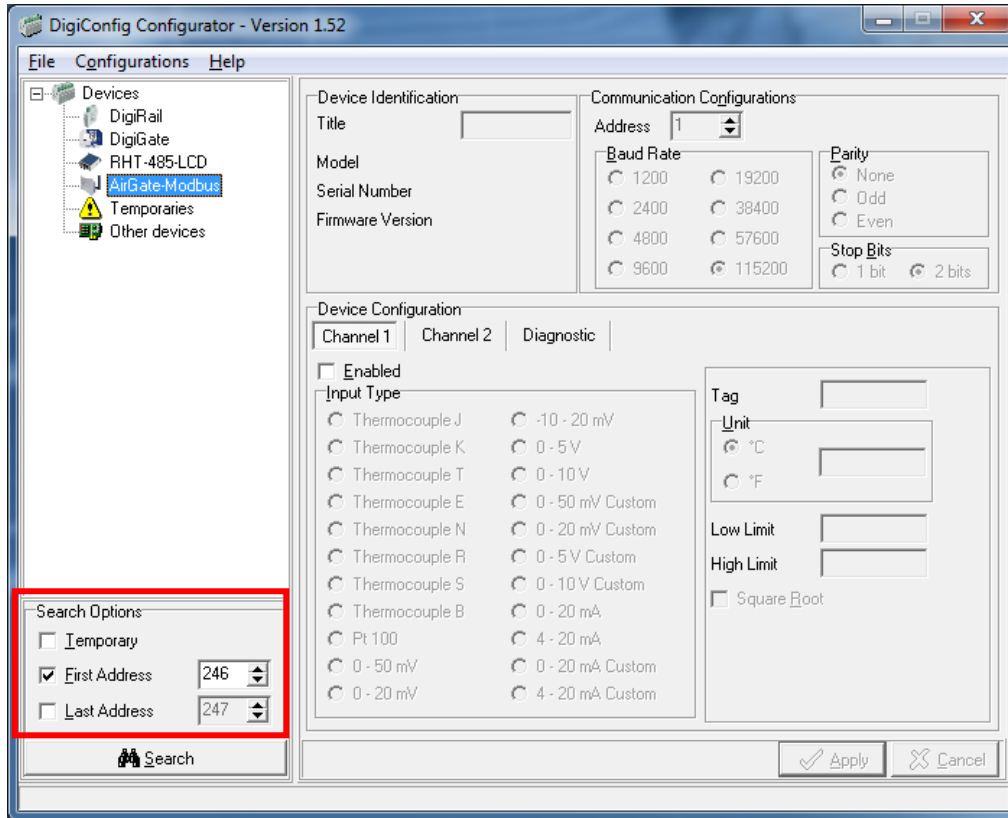 DigiConfig Configurator - Version 1.52
File Configurations Help
Devices
DigiRail
DigiGate
RHT-485-LCD
AirGate-Modbus
Temporaries
Other devices
Search Options
Temporary
First Address 246
Last Address 247
Search
Device Identification
Title
Model
Serial Number
Firmware Version
Communication Configurations
Address 1
Baud Rate
1200 19200
2400 38400
4800 57600
9600 115200
Parity
None
Odd
Even
Stop Bits
1 bit 2 bits
Device Configuration
Channel 1 Channel 2 Diagnostic
Enabled
Input Type
Thermocouple J -10 - 20 mV
Thermocouple K 0 - 5 V
Thermocouple T 0 - 10 V
Thermocouple E 0 - 50 mV Custom
Thermocouple N 0 - 20 mV Custom
Thermocouple R 0 - 5 V Custom
Thermocouple S 0 - 10 V Custom
Thermocouple B 0 - 20 mA
Pt 100 4 - 20 mA
0 - 50 mV 0 - 20 mA Custom
0 - 20 mV 4 - 20 mA Custom
Tag
Unit
°C
°F
Low Limit
High Limit
Square Root
Apply Cancel